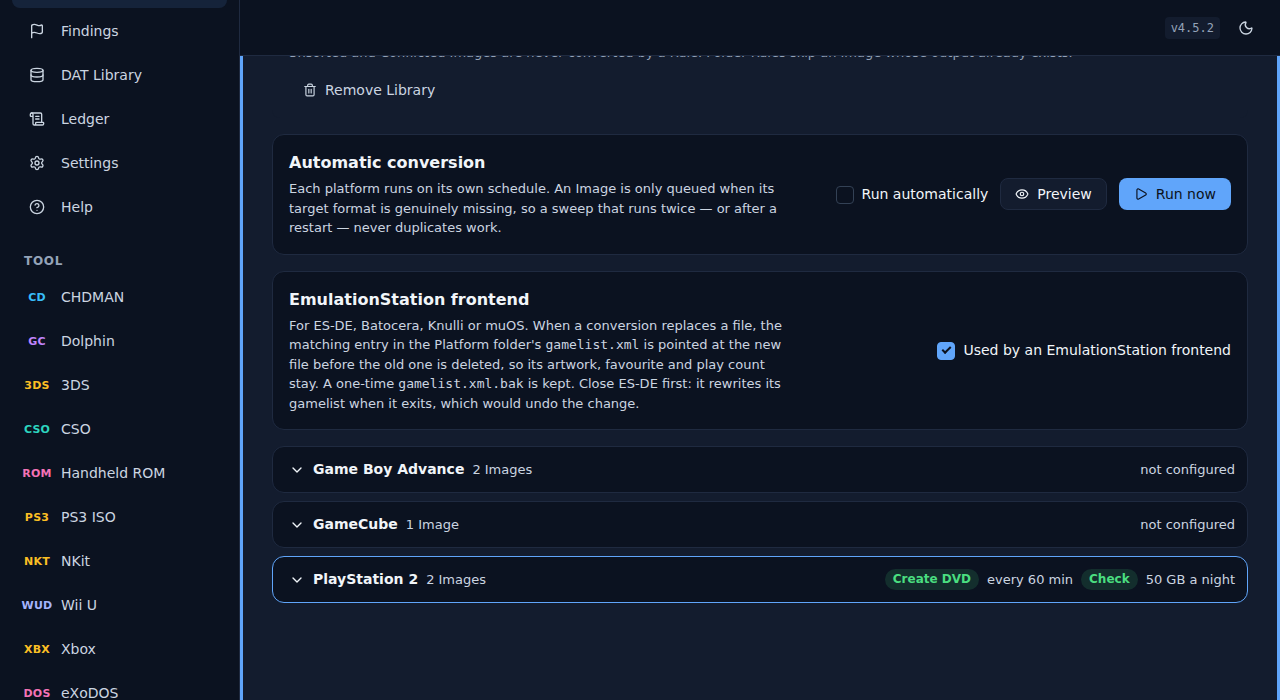 Findings
DAT Library
Ledger
Settings
Help
TOOL
CD CHDMAN
GC Dolphin
3DS 3DS
CSO CSO
ROM Handheld ROM
PS3 PS3 ISO
NKT NKit
WUD Wii U
XBX Xbox
DOS eXoDOS
v4.5.2
Remove Library
Automatic conversion
Each platform runs on its own schedule. An Image is only queued when its
target format is genuinely missing, so a sweep that runs twice — or after a
restart — never duplicates work.
Run automatically
Preview
Run now
EmulationStation frontend
For ES-DE, Batocera, Knulli or muOS. When a conversion replaces a file, the
matching entry in the Platform folder's gamelist.xml is pointed at the new
file before the old one is deleted, so its artwork, favourite and play count
stay. A one-time gamelist.xml.bak is kept. Close ES-DE first: it rewrites its
gamelist when it exits, which would undo the change.
Used by an EmulationStation frontend
Game Boy Advance 2 Images not configured
GameCube 1 Image not configured
PlayStation 2 2 Images Create DVD every 60 min Check 50 GB a night